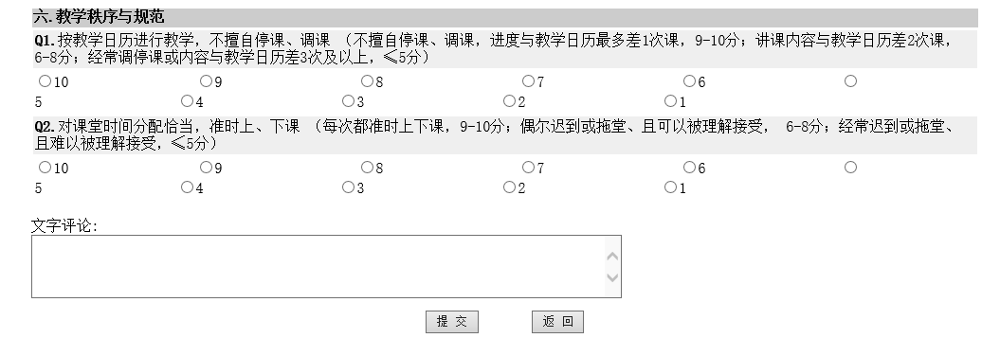 六.教学秩序与规范
Q1.按教学日历进行教学，不擅自停课、调课 （不擅自停课、调课，进度与教学日历最多差1次课，9-10分；讲课内容与教学日历差2次课，
6-8分；经常调停课或内容与教学日历差3次及以上，≤5分）
10 9 8 7 6
5 4 3 2 1
Q2.对课堂时间分配恰当，准时上、下课 （每次都准时上下课，9-10分；偶尔迟到或拖堂、且可以被理解接受， 6-8分；经常迟到或拖堂、
且难以被理解接受，≤5分）
10 9 8 7 6
5 4 3 2 1
文字评论:
提 交 返 回